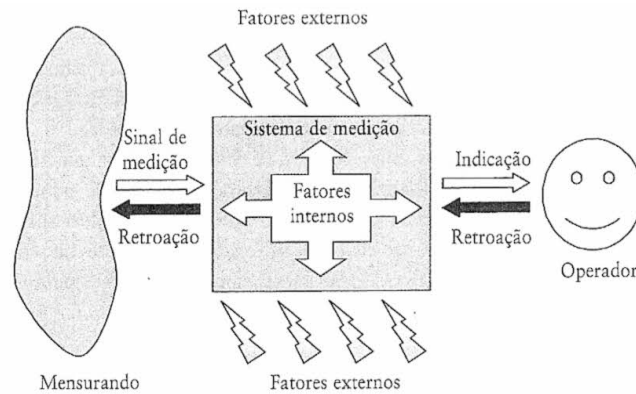 Fatores externos
Sistema de medição
Sinal de
medição
Indicação
Fatores
internos
Retroação
Retroação
Operador
Mensurando
Fatores externos